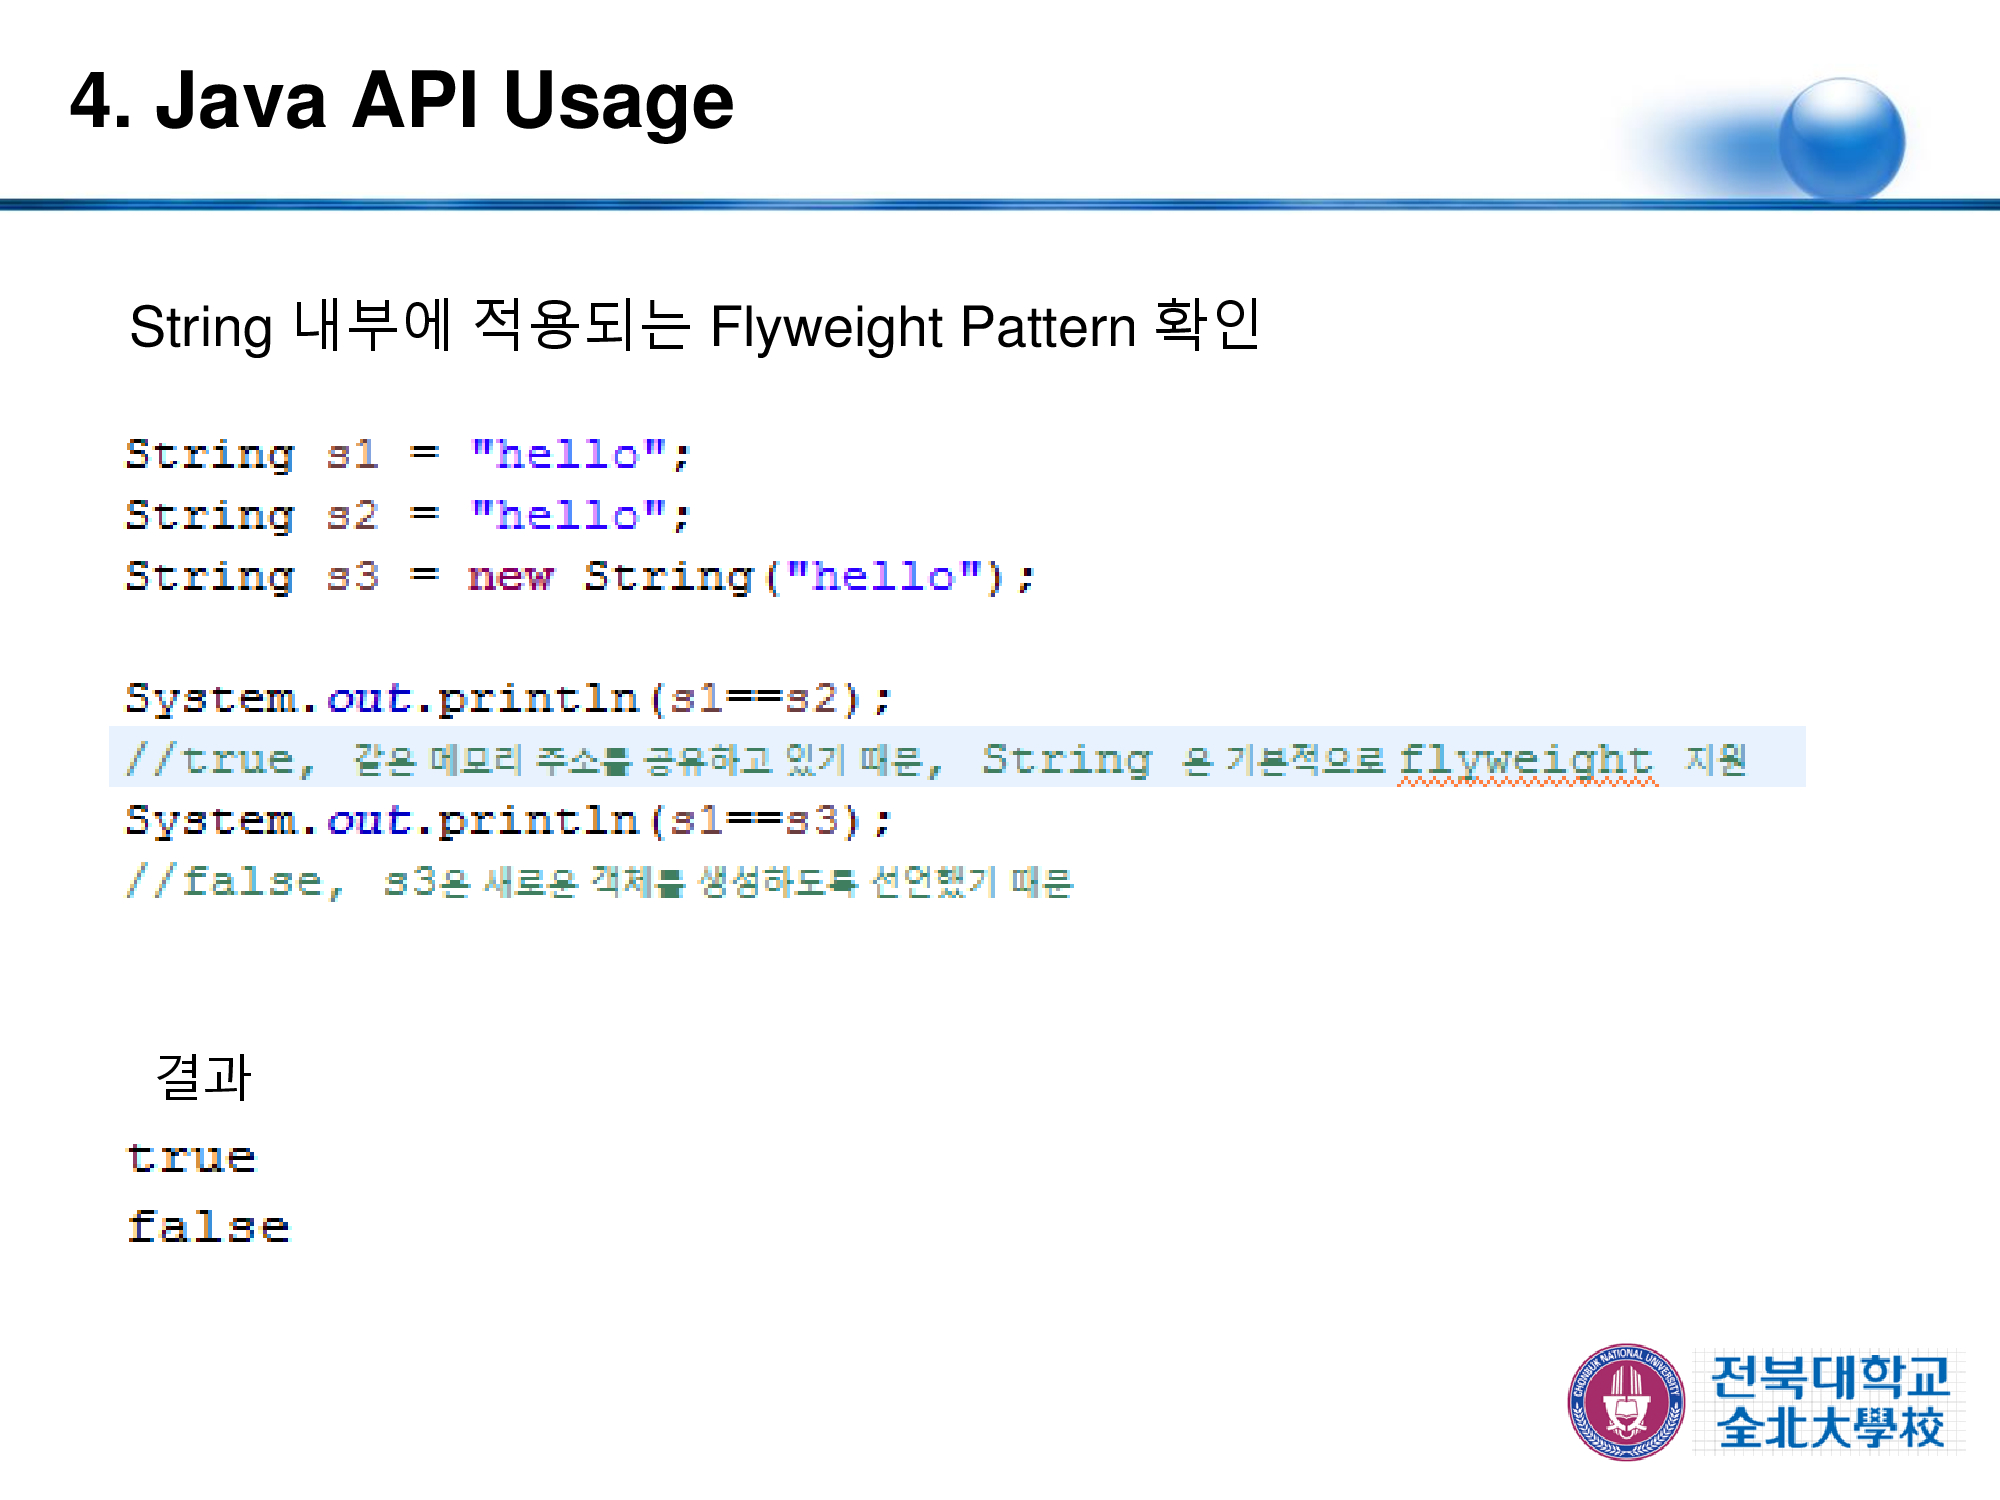 4. Java API Usage
String 내부에 적용되는 Flyweight Pattern 확인
String s1 = "hello";
String s2 = "hello";
String s3 = new String("hello");
System.out.println(s1==s2);
//true, 같은 메모리 주소를 공유하고 있기 때문, String 은 기본적으로 flyweight 지원
System.out.println(s1==s3);
//false, s3은 새로운 객체를 생성하도록 선언했기 때문
결과
true
false
CHONBUK NATIONAL UNIVERSITY
전북대학교
全北大學校